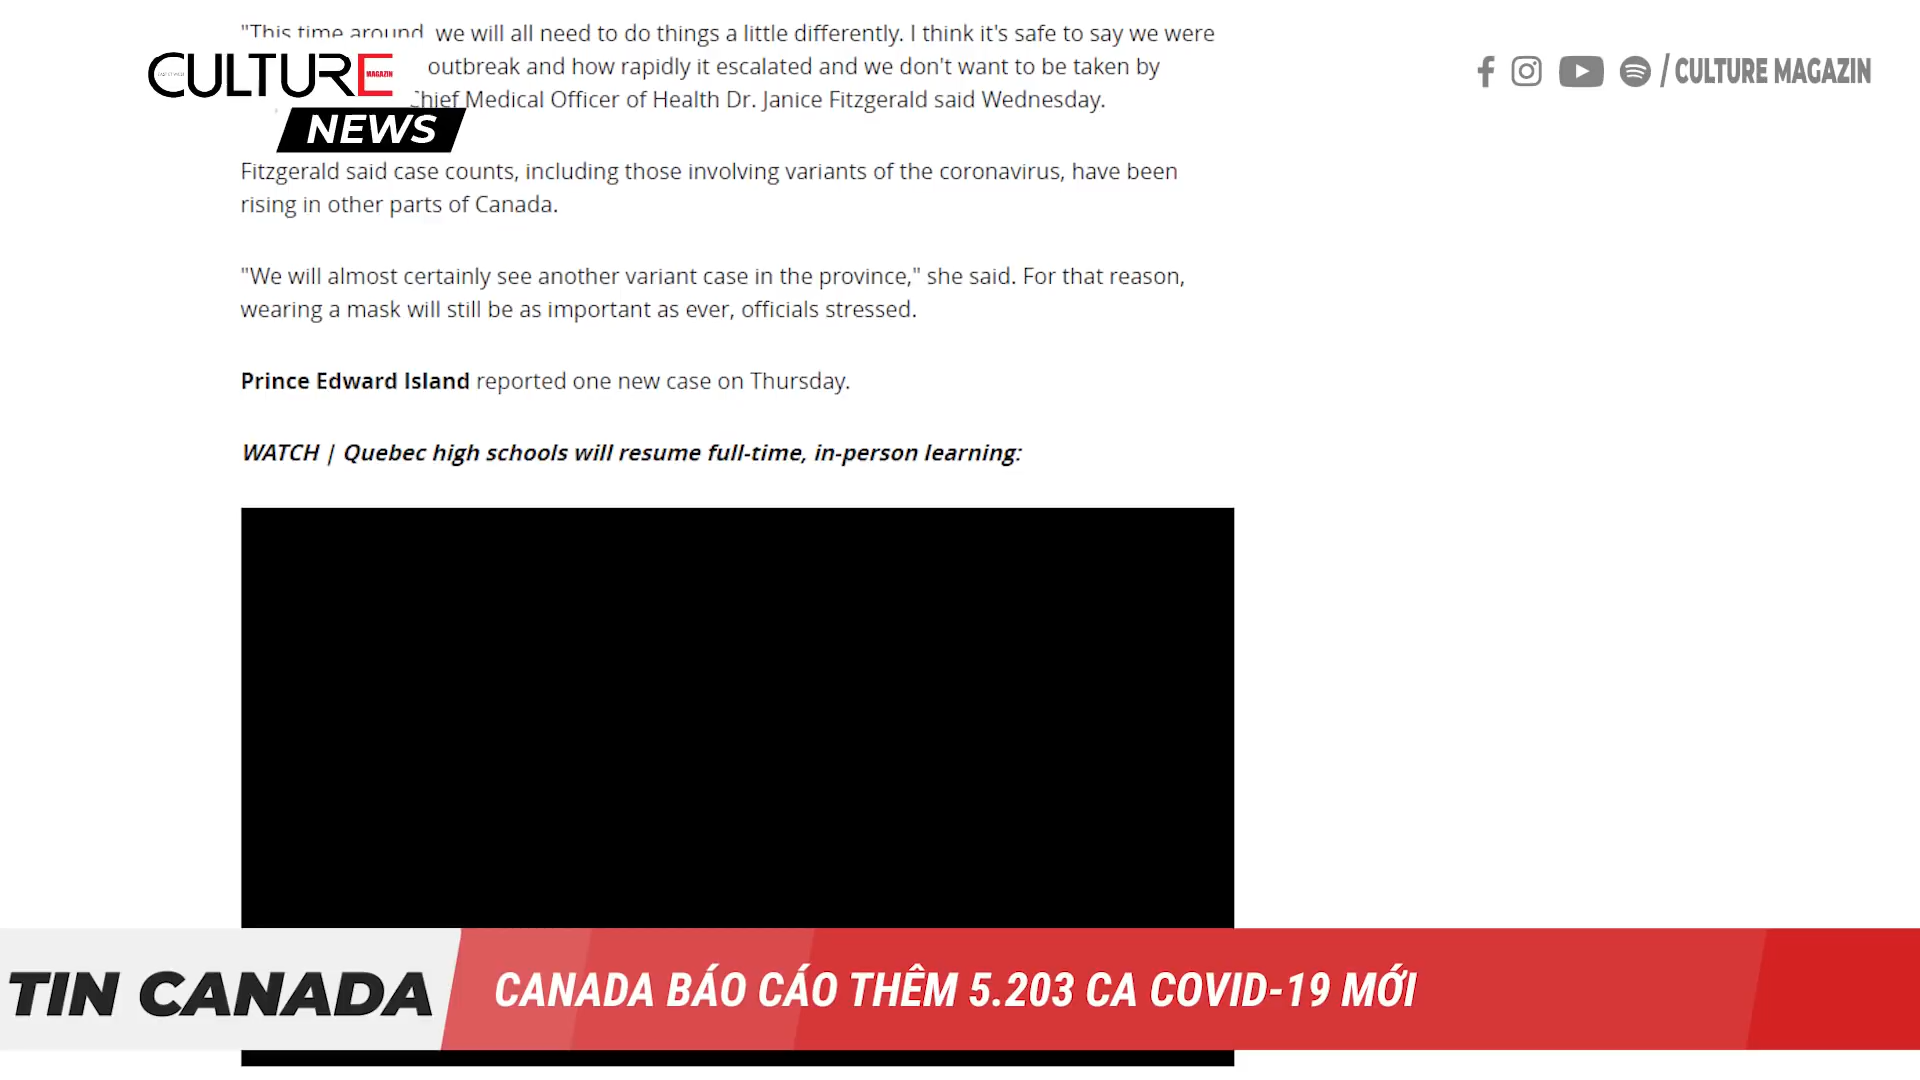 "This time around, we will all need to do things a little differently. I think it's safe to say we were
outbreak and how rapidly it escalated and we don't want to be taken by
Chief Medical Officer of Health Dr. Janice Fitzgerald said Wednesday.
CULTURE
MAGAZIN
NEWS
/ CULTURE MAGAZIN
Fitzgerald said case counts, including those involving variants of the coronavirus, have been
rising in other parts of Canada.
"We will almost certainly see another variant case in the province," she said. For that reason,
wearing a mask will still be as important as ever, officials stressed.
Prince Edward Island reported one new case on Thursday.
WATCH | Quebec high schools will resume full-time, in-person learning:
TIN CANADA
CANADA BÁO CÁO THÊM 5.203 CA COVID-19 MỚI